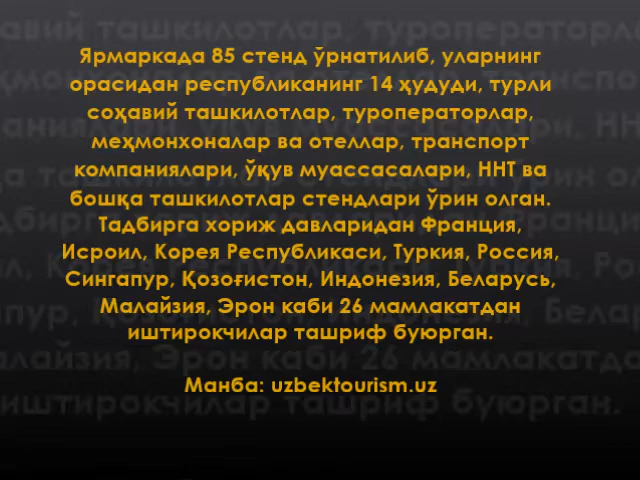 Ярмаркада 85 стенд ўрнатилиб, уларнинг
орасидан республиканинг 14 ҳудуди, турли
соҳавий ташкилотлар, туроператорлар,
меҳмонхоналар ва отеллар, транспорт
компаниялари, ўқув муассасалари, ННТ ва
бошқа ташкилотлар стендлари ўрин олган.
Тадбирга хориж давларидан Франция,
Исроил, Корея Республикаси, Туркия, Россия,
Сингапур, Қозоғистон, Индонезия, Беларусь,
Малайзия, Эрон каби 26 мамлакатдан
иштирокчилар ташриф буюрган.
Манба: uzbektourism.uz